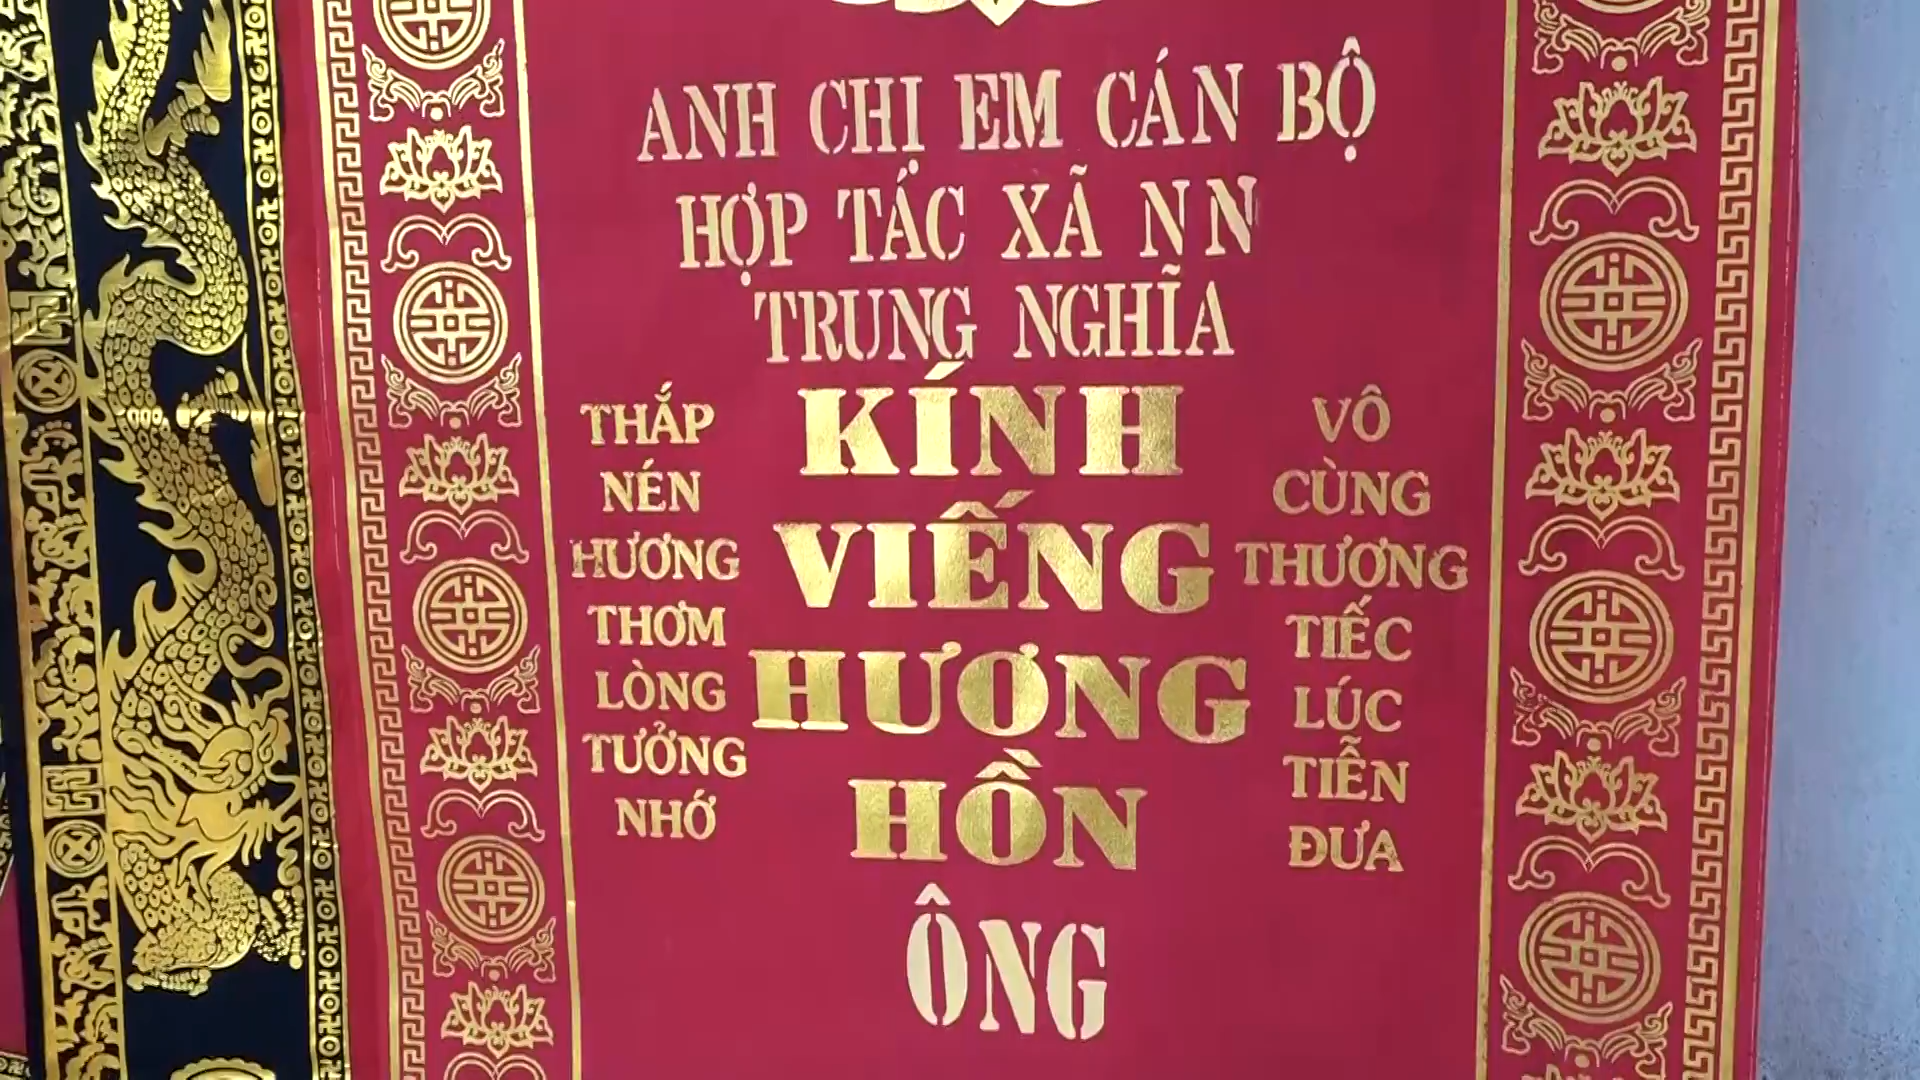 ANH CHỊ EM CÁN BỘ
HỢP TÁC XÃ NN
TRUNG NGHĨA
THẮP
NÉN
HƯƠNG
THƠM
LÒNG
TƯỞNG
NHỚ
KÍNH
VIẾNG
HƯƠNG
HỒN
ÔNG
VÔ
CÙNG
THƯƠNG
TIẾC
LÚC
TIỄN
ĐƯA